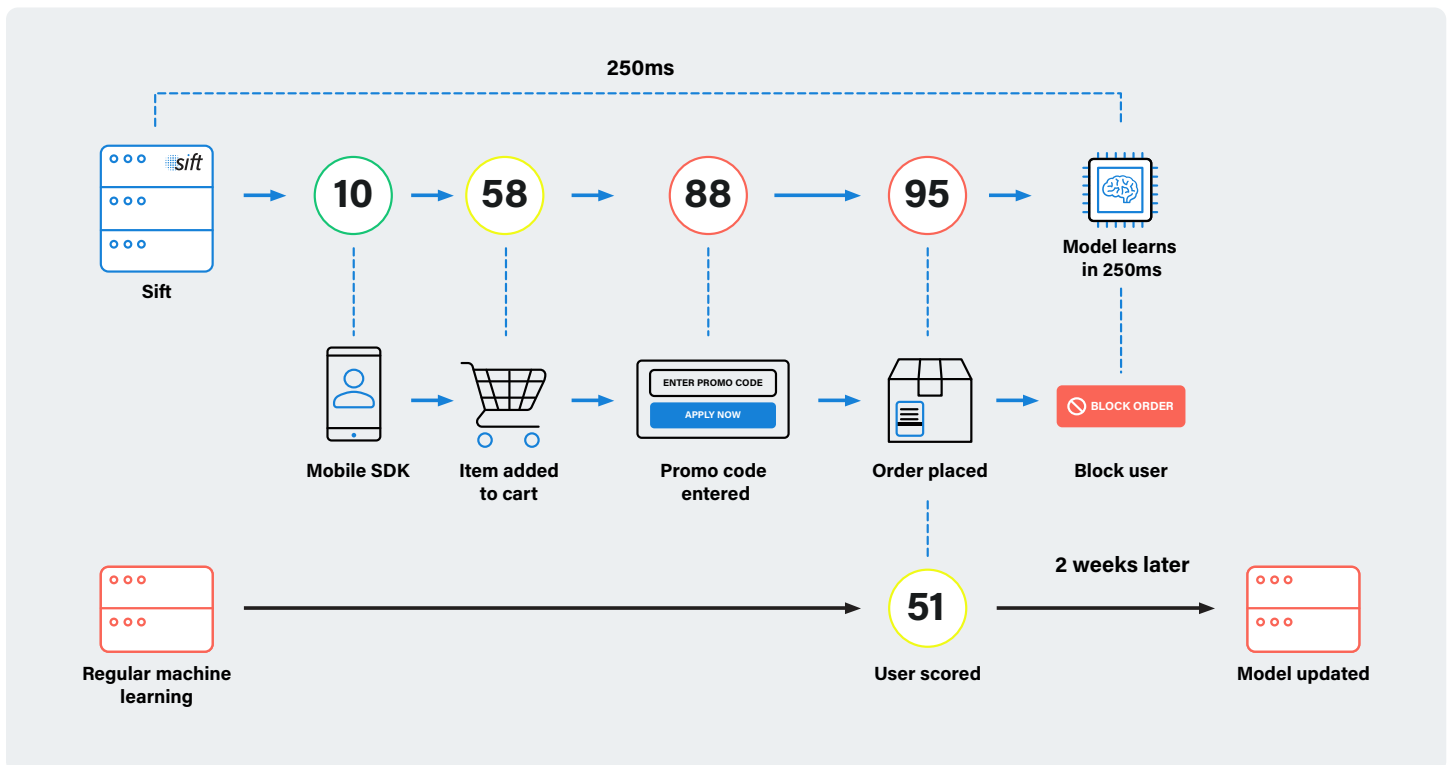 250ms
sift
10
58
88
95
Sift
Model learns
in 250ms
ENTER PROMO CODE
APPLY NOW
BLOCK ORDER
Mobile SDK
Item added
to cart
Promo code
entered
Order placed
Block user
2 weeks later
51
Regular machine
learning
User scored
Model updated